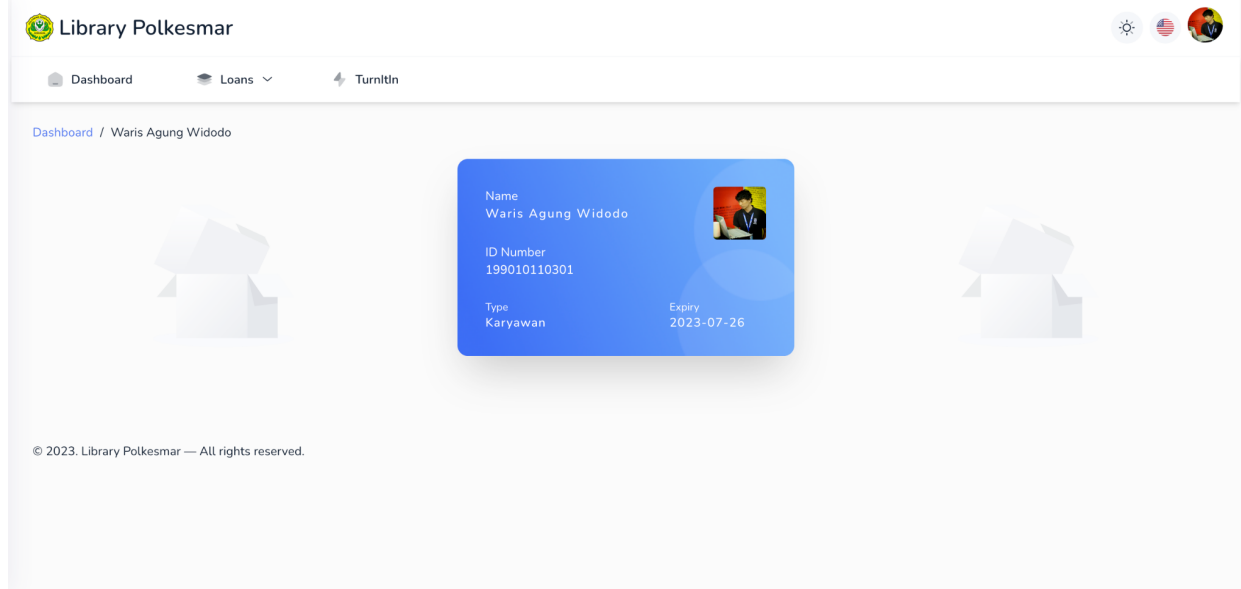 Library Polkesmar
Dashboard Loans TurnItIn
Dashboard / Waris Agung Widodo
Name
Waris Agung Widodo
ID Number
199010110301
Type Expiry
Karyawan 2023-07-26
© 2023. Library Polkesmar — All rights reserved.